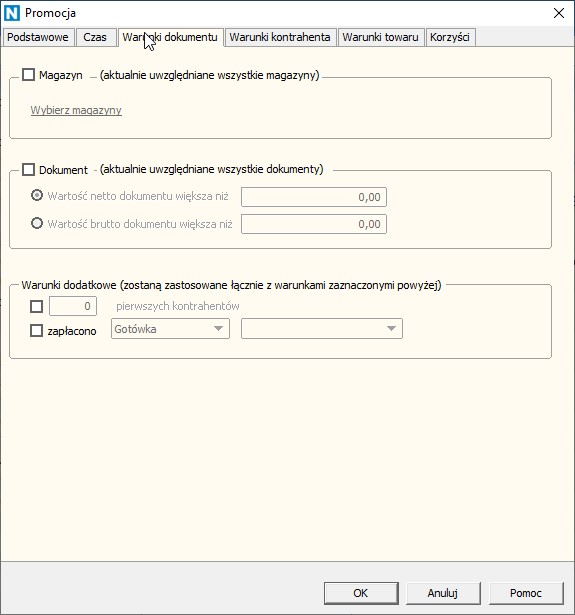 N Promocja
Podstawowe Czas Warunki dokumentu Warunki kontrahenta Warunki towaru Korzyści
Magazyn - (aktualnie uwzględniane wszystkie magazyny)
Wybierz magazyny
Dokument - (aktualnie uwzględniane wszystkie dokumenty)
Wartość netto dokumentu większa niż 0,00
Wartość brutto dokumentu większa niż 0,00
Warunki dodatkowe (zostaną zastosowane łącznie z warunkami zaznaczonymi powyżej)
0 pierwszych kontrahentów
zapłacono Gotówka
OK Anuluj Pomoc